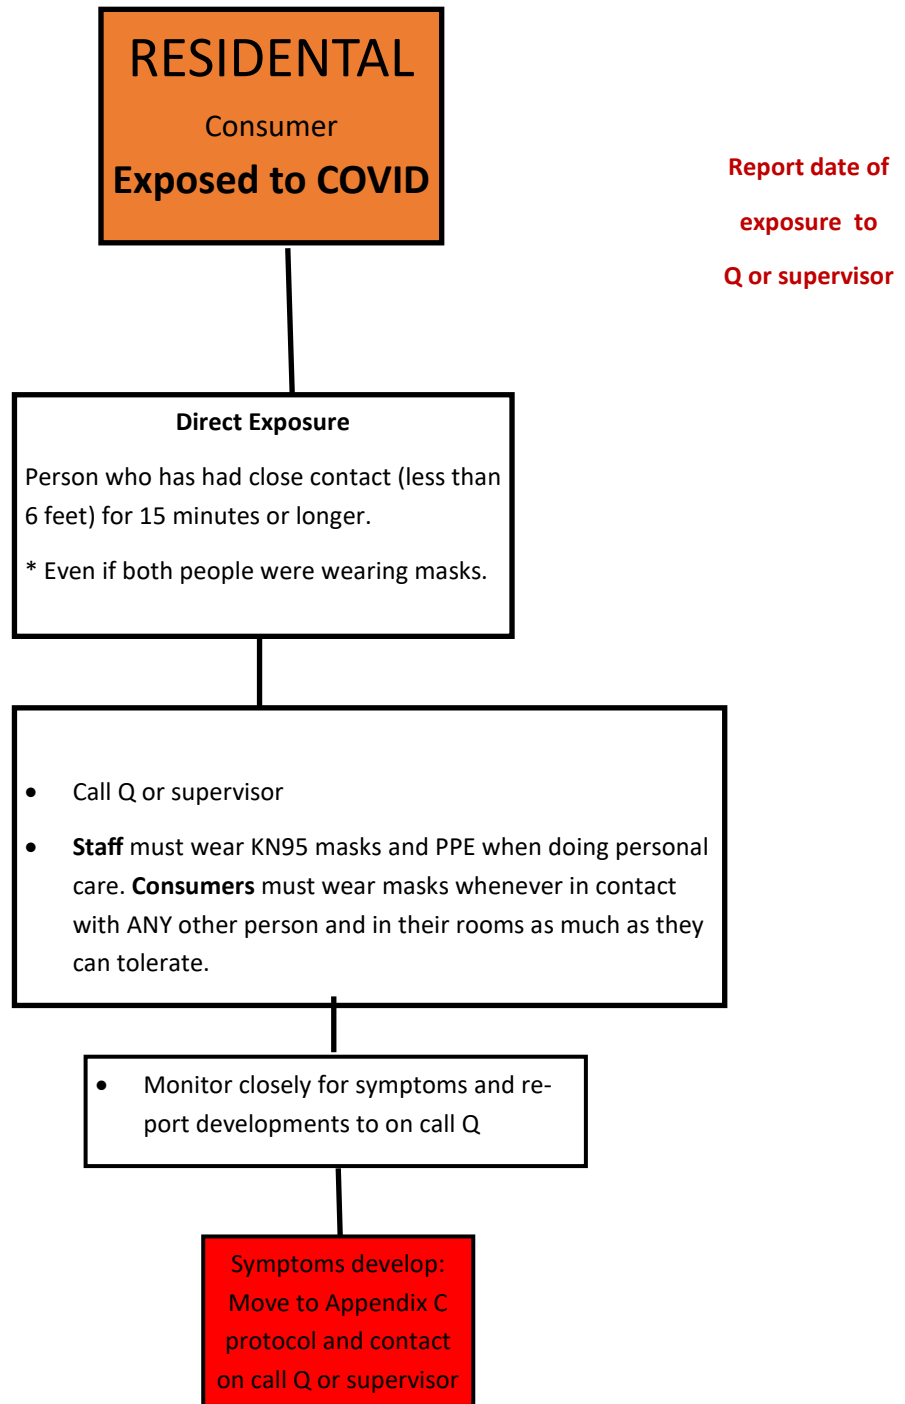 RESIDENTAL
Consumer
Exposed to COVID
Report date of
exposure to
Q or supervisor
Direct Exposure
Person who has had close contact (less than
6 feet) for 15 minutes or longer.
* Even if both people were wearing masks.
• Call Q or supervisor
• Staff must wear KN95 masks and PPE when doing personal
care. Consumers must wear masks whenever in contact
with ANY other person and in their rooms as much as they
can tolerate.
• Monitor closely for symptoms and re-
port developments to on call Q
Symptoms develop:
Move to Appendix C
protocol and contact
on call Q or supervisor